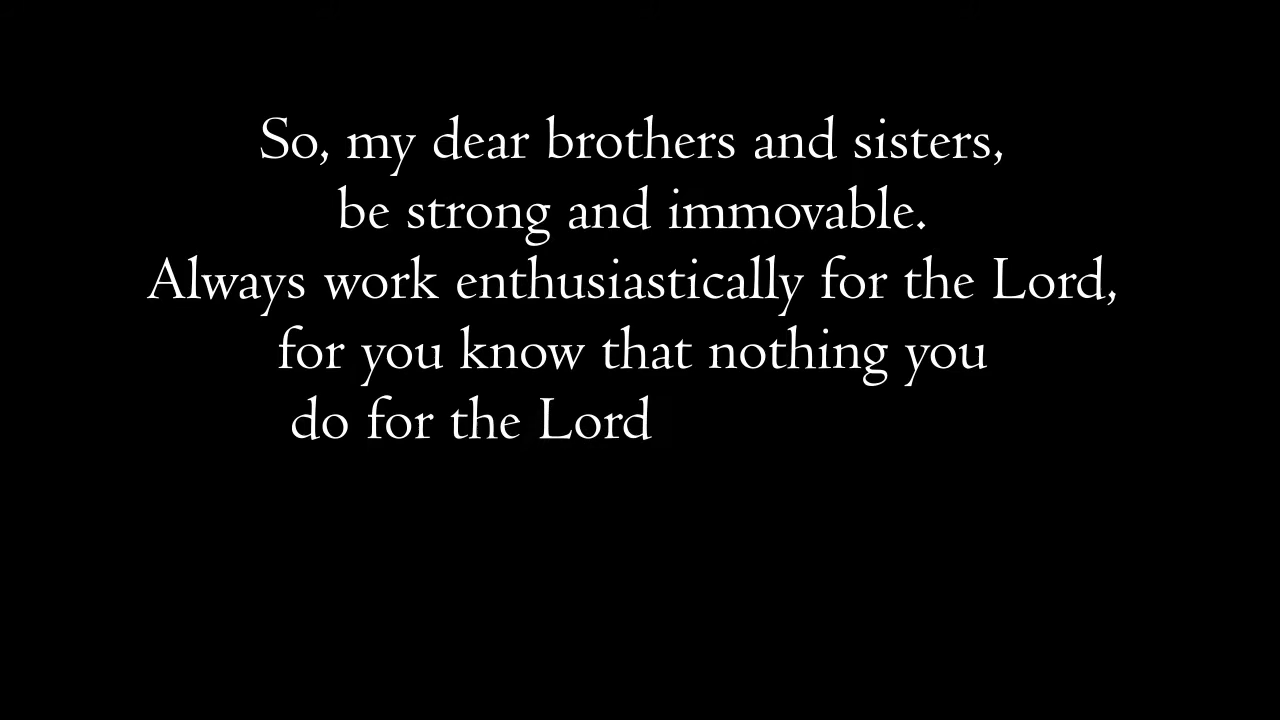 So, my dear brothers and sisters,
be strong and immovable.
Always work enthusiastically for the Lord,
for you know that nothing you
do for the Lord